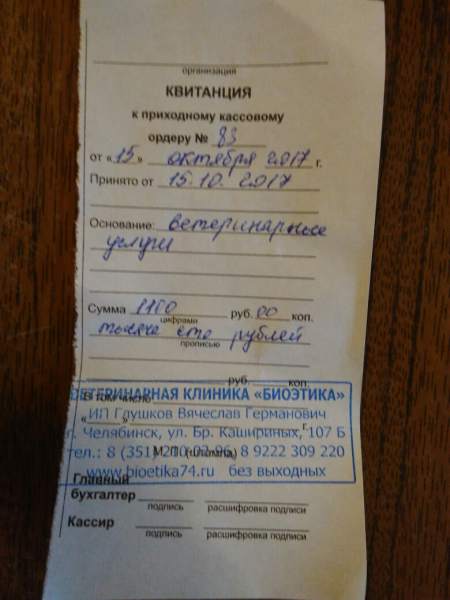 организация
КВИТАНЦИЯ
к приходному кассовому
ордеру № 83
от «15» октября 2017 г.
Принято от 15.10.2017
Основание: ветеринарные
услуги
Сумма 1100 руб. 00 коп.
цифрами
тысяча сто рублей
прописью
руб. коп.
В том числе
ВЕТЕРИНАРНАЯ КЛИНИКА «БИОЭТИКА»
ИП Глушков Вячеслав Германович
« » г.
г. Челябинск, ул. Бр. Кашириных, 107 Б
М.П. (штампа)
тел.: 8 (351) 8 9222 309 220
www.bioetika74.ru без выходных
Главный
бухгалтер
подпись расшифровка подписи
Кассир
подпись расшифровка подписи